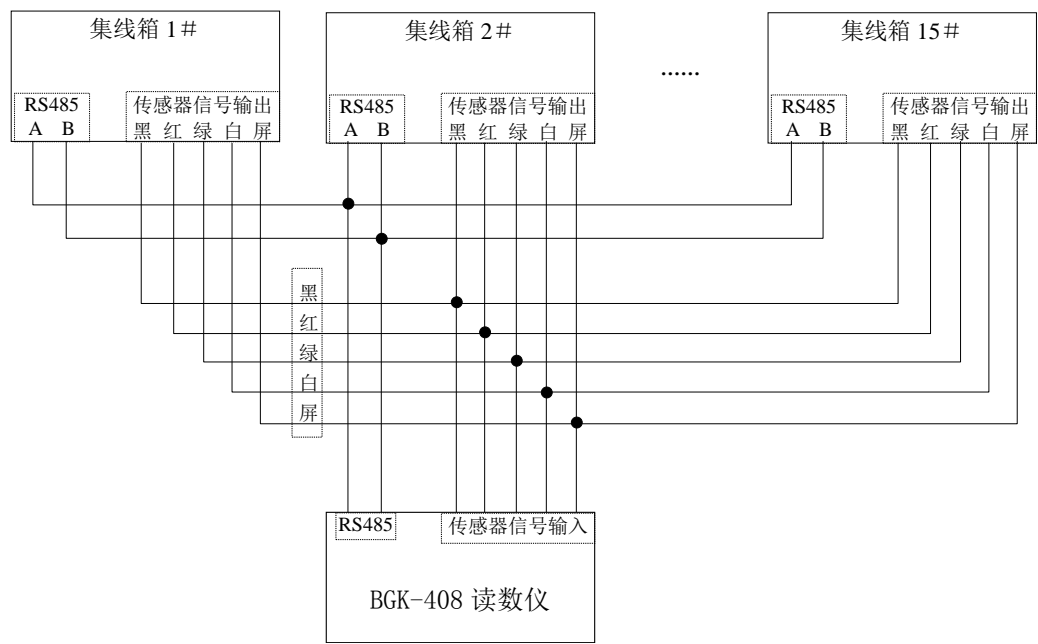 集线箱 1#
集线箱 2#
集线箱 15#
......
RS485
A B
传感器信号输出
黑 红 绿 白 屏
RS485
A B
传感器信号输出
黑 红 绿 白 屏
RS485
A B
传感器信号输出
黑 红 绿 白 屏
黑
红
绿
白
屏
RS485
传感器信号输入
BGK-408 读数仪